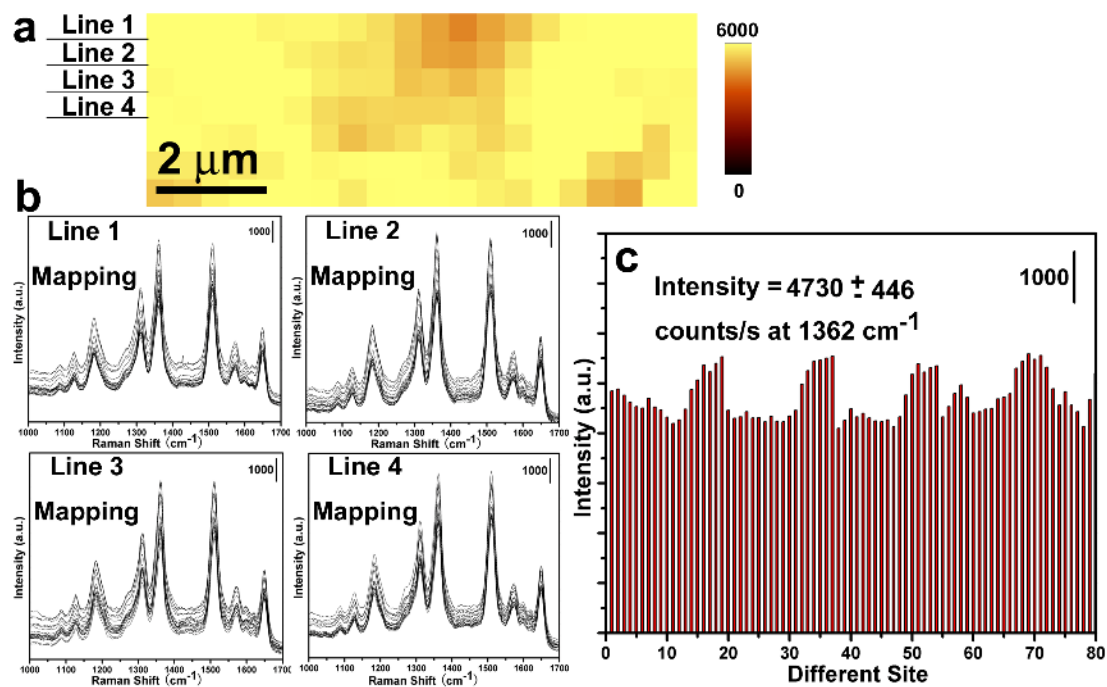 a
Line 1
Line 2
Line 3
Line 4
2 μm
6000
0
b
Line 1
Mapping
1000
Intensity (a.u.)
1000 1100 1200 1300 1400 1500 1600 1700
Raman Shift (cm-1)
Line 2
Mapping
1000
Intensity (a.u.)
1000 1100 1200 1300 1400 1500 1600 1700
Raman Shift (cm-1)
Line 3
Mapping
1000
Intensity (a.u.)
1000 1100 1200 1300 1400 1500 1600 1700
Raman Shift (cm-1)
Line 4
Mapping
1000
Intensity (a.u.)
1000 1100 1200 1300 1400 1500 1600 1700
Raman Shift (cm-1)
c
1000
Intensity = 4730 ± 446
counts/s at 1362 cm-1
Intensity (a.u.)
0 10 20 30 40 50 60 70 80
Different Site